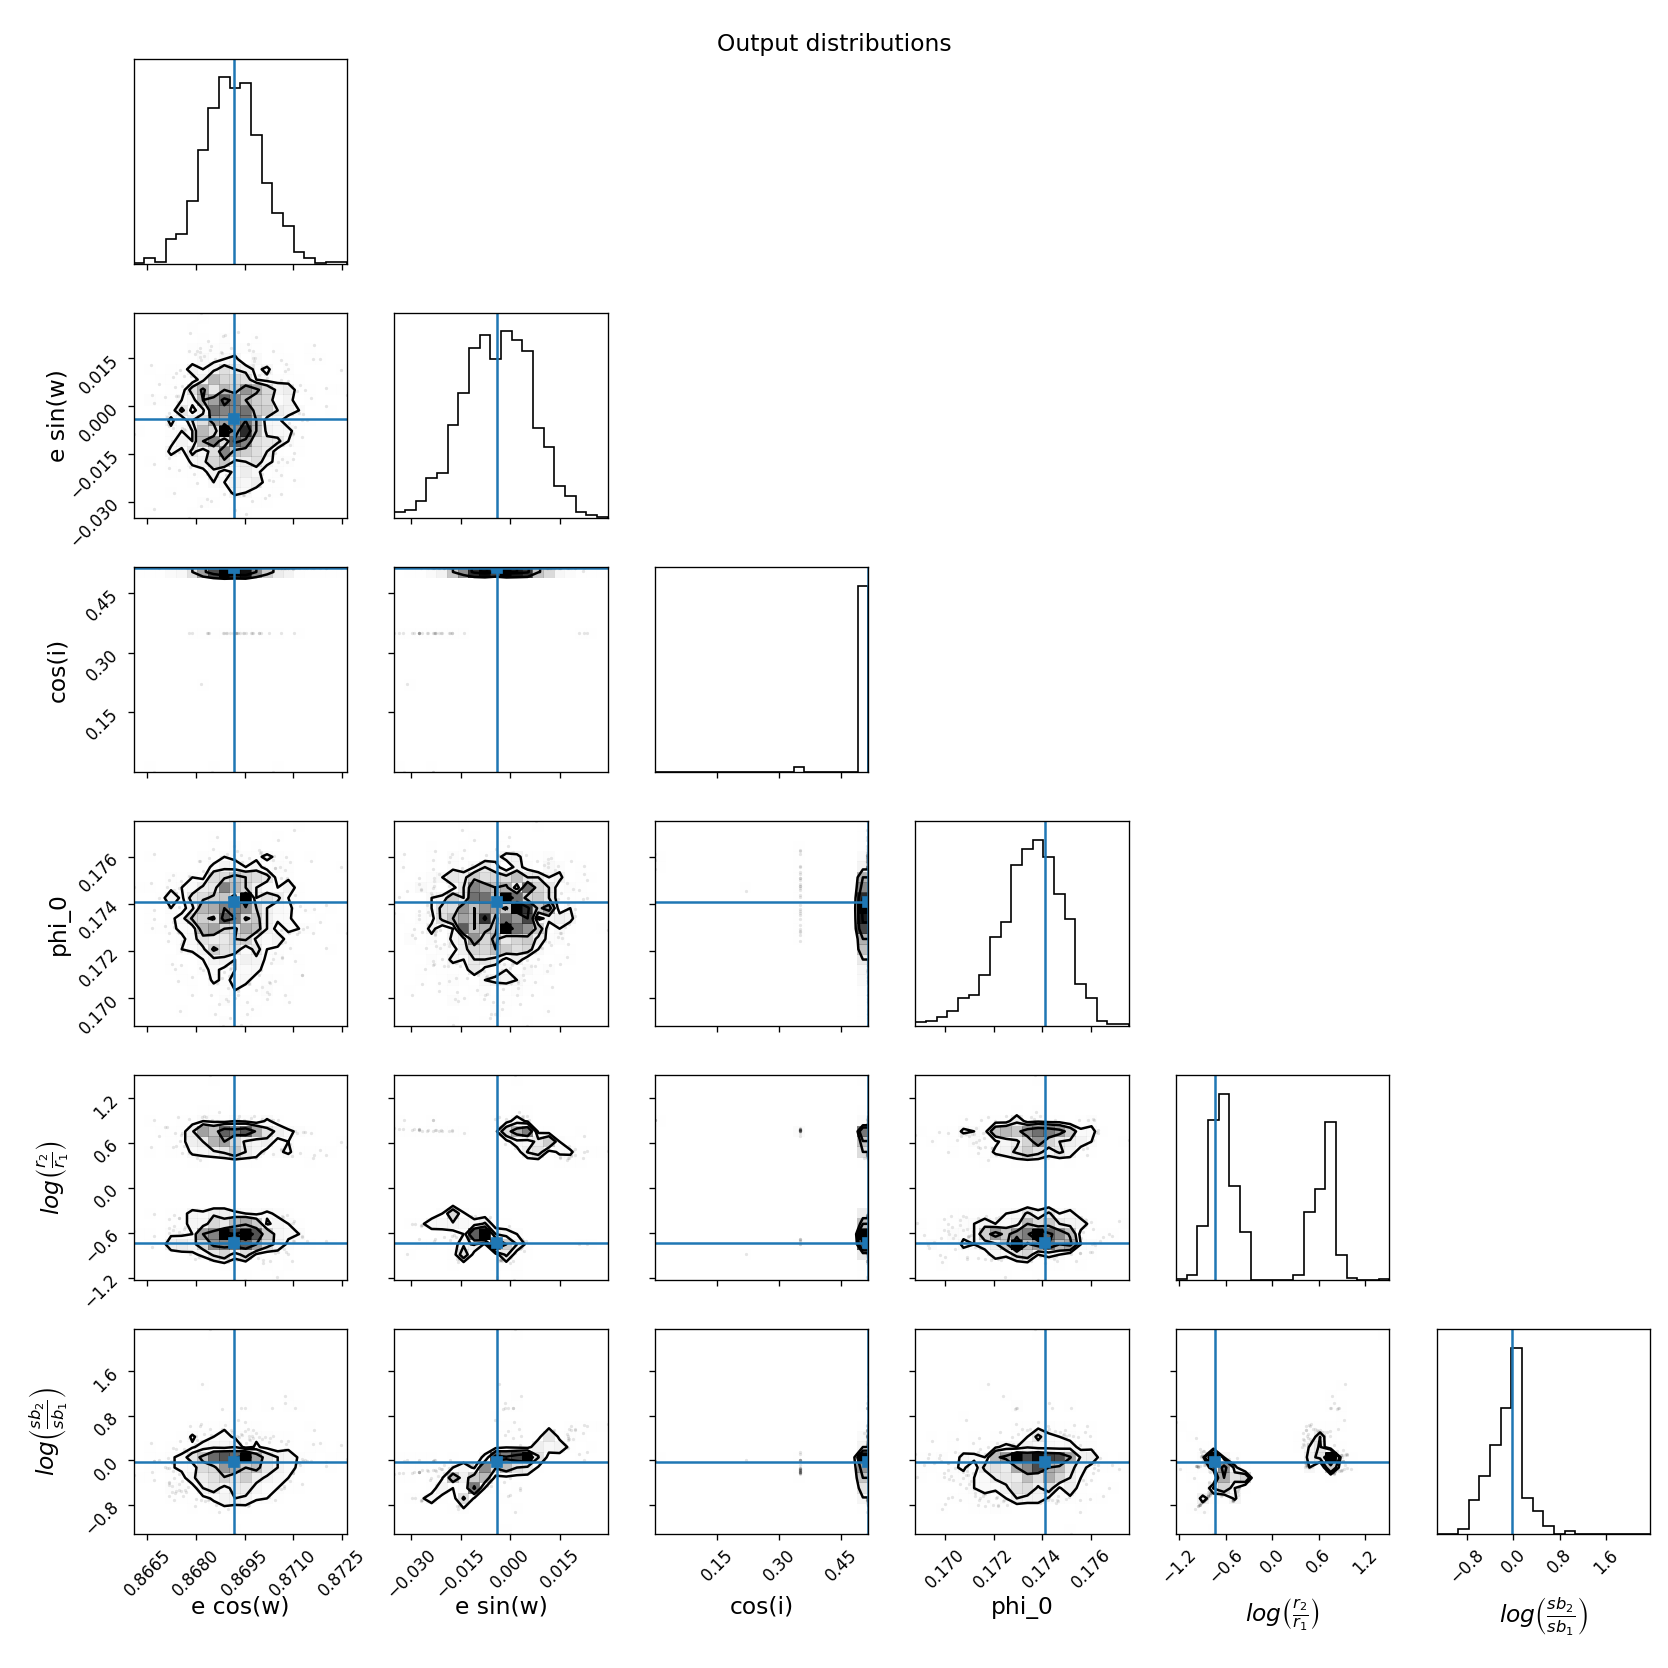 Output distributions
e sin(w)
0.015
0.000
−0.015
−0.030
cos(i)
0.45
0.30
0.15
phi_0
0.176
0.174
0.172
0.170
log(r₂/r₁)
1.2
0.6
0.0
−0.6
−1.2
log(sb₂/sb₁)
1.6
0.8
0.0
−0.8
0.8665 0.8680 0.8695 0.8710 0.8725
−0.030 −0.015 0.000 0.015
0.15 0.30 0.45
0.170 0.172 0.174 0.176
−1.2 −0.6 0.0 0.6 1.2
−0.8 0.0 0.8 1.6
e cos(w) e sin(w) cos(i) phi_0 log(r₂/r₁) log(sb₂/sb₁)